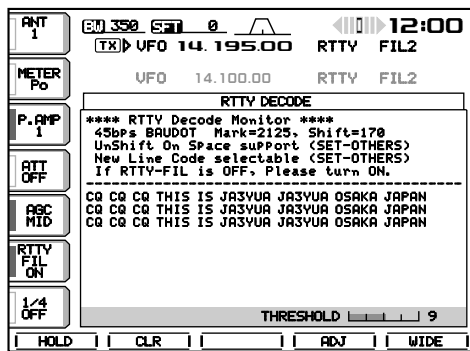 ANT 1
BW 350 SFT 0 12:00
TX VFO 14.195.00 RTTY FIL2
METER Po
VFO 14.100.00 RTTY FIL2
RTTY DECODE
P.AMP 1
**** RTTY Decode Monitor ****
45bps BAUDOT Mark=2125, Shift=170
UnShift On Space support (SET-OTHERS)
New Line Code selectable (SET-OTHERS)
If RTTY-FIL is OFF, Please turn ON.
ATT OFF
----------------------------------------
CQ CQ CQ THIS IS JA3YUA JA3YUA OSAKA JAPAN
CQ CQ CQ THIS IS JA3YUA JA3YUA OSAKA JAPAN
CQ CQ CQ THIS IS JA3YUA JA3YUA OSAKA JAPAN
AGC MID
RTTY FIL ON
1/4 OFF
THRESHOLD 9
HOLD CLR ADJ WIDE